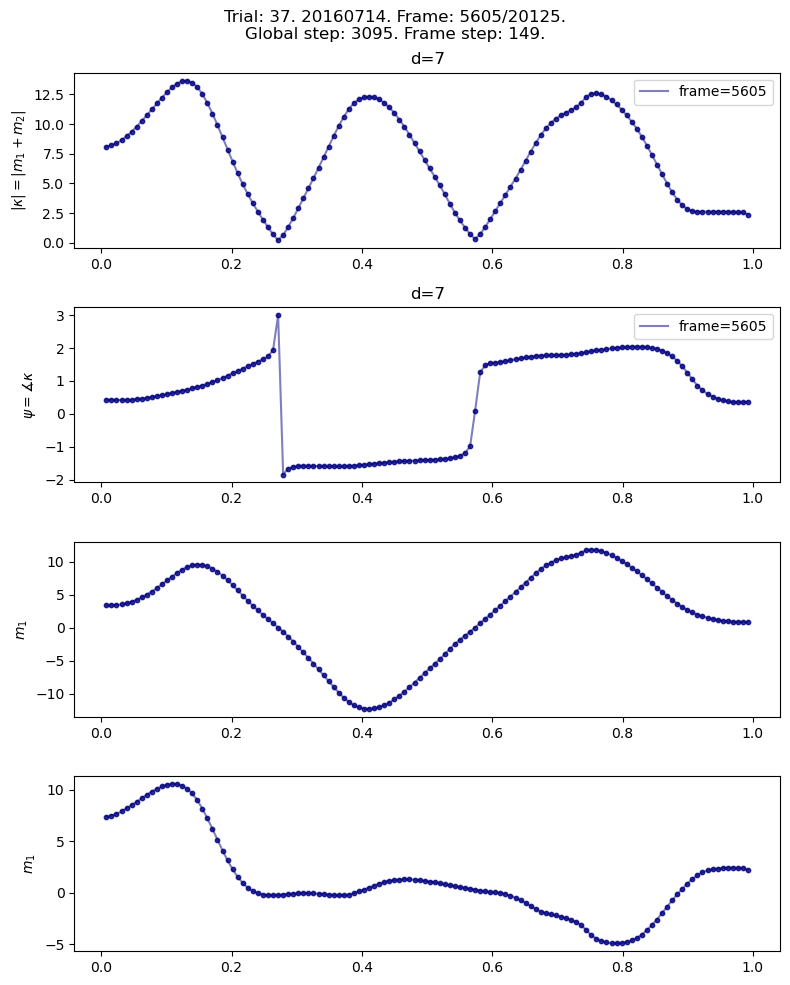 Trial: 37. 20160714. Frame: 5605/20125.
Global step: 3095. Frame step: 149.
d=7
|κ| = |m₁ + m₂|
12.5
10.0
7.5
5.0
2.5
0.0
frame=5605
0.0 0.2 0.4 0.6 0.8 1.0
d=7
ψ = ∡κ
3
2
1
0
−1
−2
frame=5605
0.0 0.2 0.4 0.6 0.8 1.0
m₁
10
5
0
−5
−10
0.0 0.2 0.4 0.6 0.8 1.0
m₁
10
5
0
−5
0.0 0.2 0.4 0.6 0.8 1.0